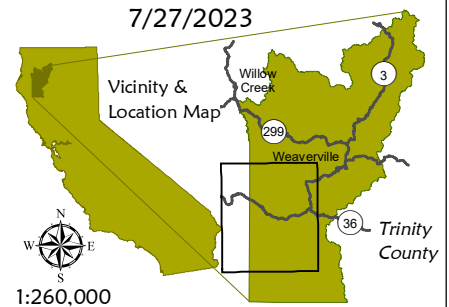 7/27/2023
Vicinity &
Location Map
Willow
Creek
3
299
Weaverville
36
Trinity
County
N
W E
S
1:260,000